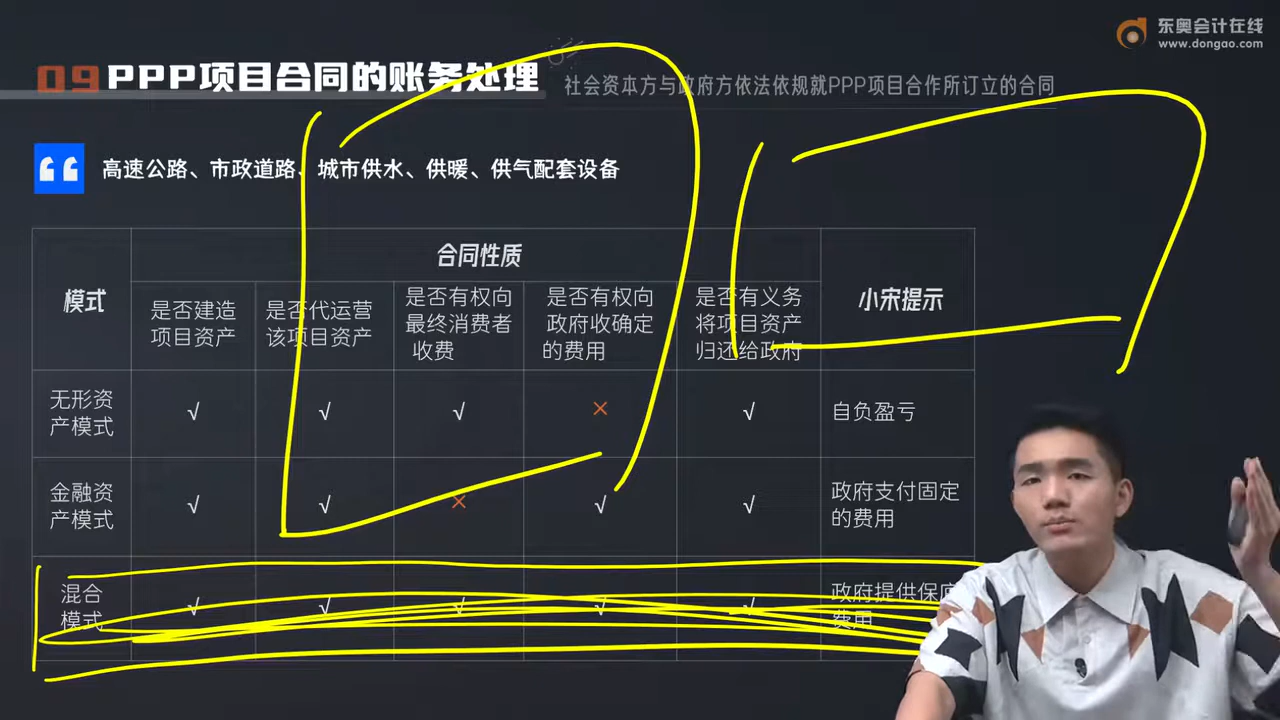 东奥会计在线
www.dongao.com
09 PPP项目合同的账务处理
社会资本方与政府方依法依规就PPP项目合作所订立的合同
高速公路、市政道路、城市供水、供暖、供气配套设备
模式
合同性质
小宋提示
是否建造
项目资产
是否代运营
该项目资产
是否有权向
最终消费者
收费
是否有权向
政府收确定
的费用
是否有义务
将项目资产
归还给政府
无形资
产模式
√ √ √ × √
自负盈亏
金融资
产模式
√ √ × √ √
政府支付固定
的费用
混合
模式
√ √ √ √ √
政府提供保底
费用